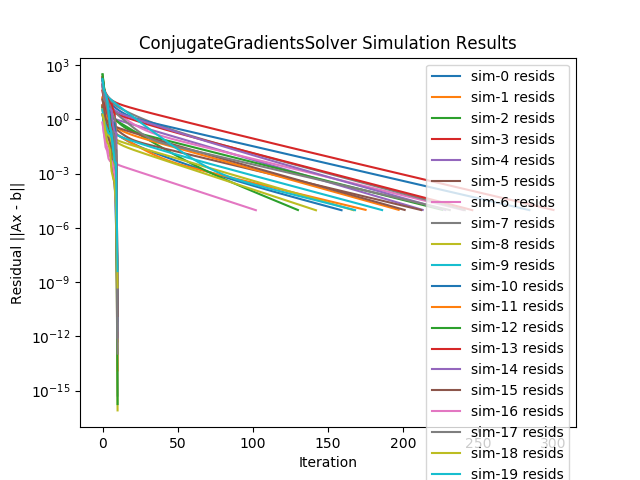 ConjugateGradientsSolver Simulation Results
Residual ||Ax - b||
10^3
10^0
10^-3
10^-6
10^-9
10^-12
10^-15
0 50 100 150 200 250 300
Iteration
sim-0 resids
sim-1 resids
sim-2 resids
sim-3 resids
sim-4 resids
sim-5 resids
sim-6 resids
sim-7 resids
sim-8 resids
sim-9 resids
sim-10 resids
sim-11 resids
sim-12 resids
sim-13 resids
sim-14 resids
sim-15 resids
sim-16 resids
sim-17 resids
sim-18 resids
sim-19 resids